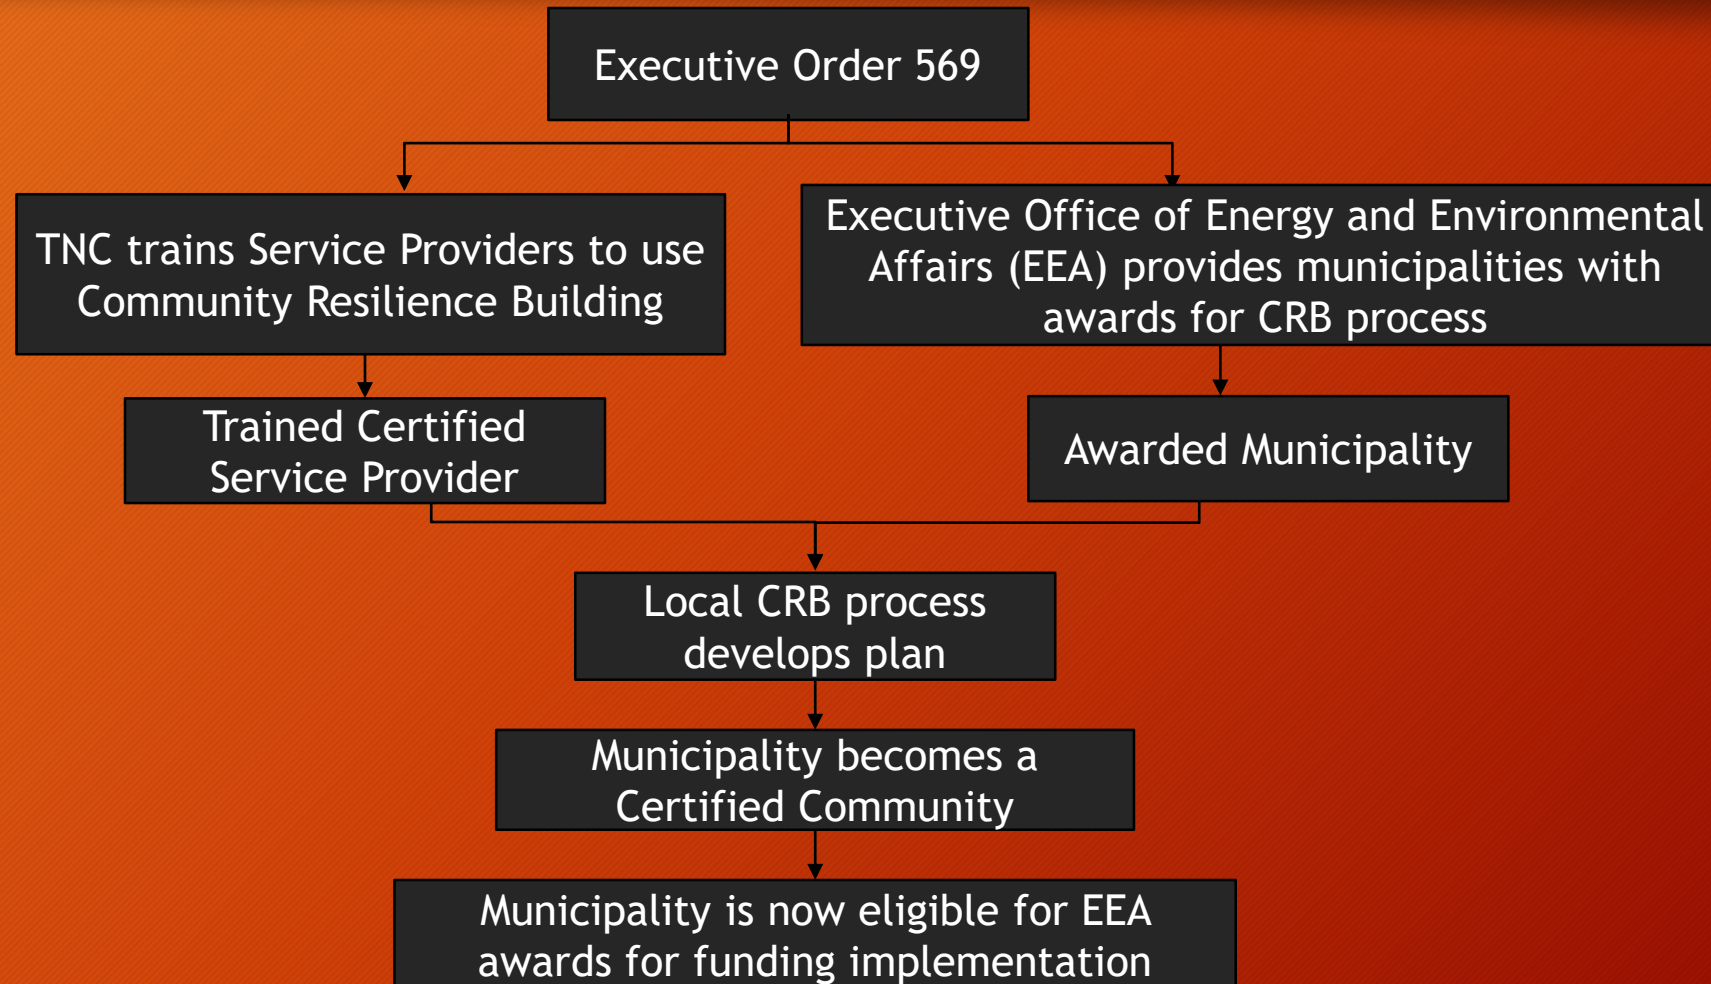 Executive Order 569
TNC trains Service Providers to use
Community Resilience Building
Executive Office of Energy and Environmental
Affairs (EEA) provides municipalities with
awards for CRB process
Trained Certified
Service Provider
Awarded Municipality
Local CRB process
develops plan
Municipality becomes a
Certified Community
Municipality is now eligible for EEA
awards for funding implementation